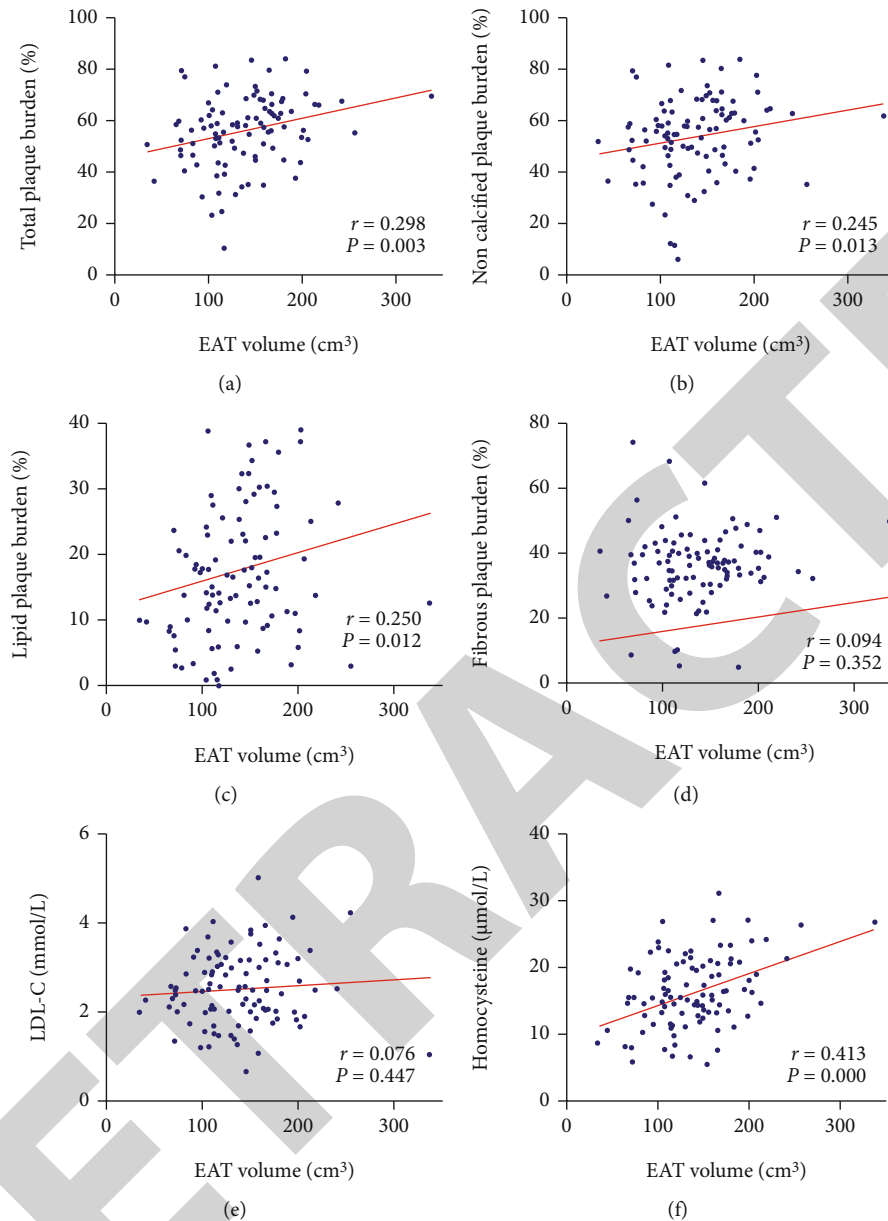 100
80
60
40
20
0
Total plaque burden (%)
r = 0.298
P = 0.003
0 100 200 300
EAT volume (cm³)
(a)
100
80
60
40
20
0
Non calcified plaque burden (%)
r = 0.245
P = 0.013
0 100 200 300
EAT volume (cm³)
(b)
40
30
20
10
0
Lipid plaque burden (%)
r = 0.250
P = 0.012
0 100 200 300
EAT volume (cm³)
(c)
80
60
40
20
0
Fibrous plaque burden (%)
r = 0.094
P = 0.352
0 100 200 300
EAT volume (cm³)
(d)
6
4
2
0
LDL-C (mmol/L)
r = 0.076
P = 0.447
0 100 200 300
EAT volume (cm³)
(e)
40
30
20
10
0
Homocysteine (μmol/L)
r = 0.413
P = 0.000
0 100 200 300
EAT volume (cm³)
(f)
ETRACT